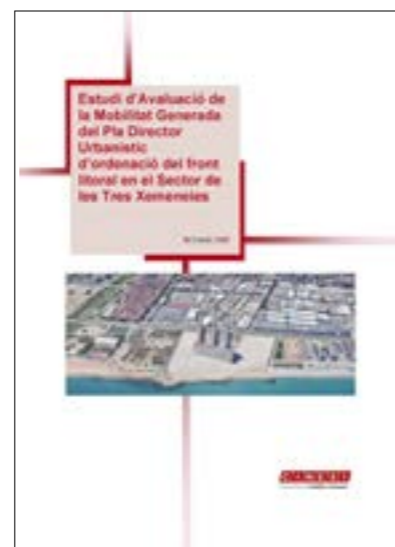 Estudi d'Avaluació de
la Mobilitat Generada
del Pla Director
Urbanístic
d'ordenació del front
litoral en el Sector de
les Tres Xemeneies